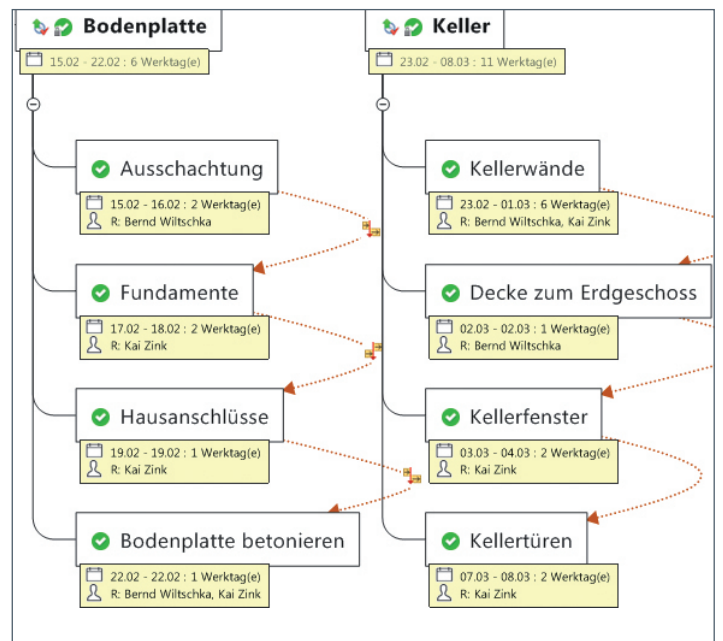 Bodenplatte
15.02 - 22.02 : 6 Werktag(e)
Ausschachtung
15.02 - 16.02 : 2 Werktag(e)
R: Bernd Wiltschka
Fundamente
17.02 - 18.02 : 2 Werktag(e)
R: Kai Zink
Hausanschlüsse
19.02 - 19.02 : 1 Werktag(e)
R: Kai Zink
Bodenplatte betonieren
22.02 - 22.02 : 1 Werktag(e)
R: Bernd Wiltschka, Kai Zink
Keller
23.02 - 08.03 : 11 Werktag(e)
Kellerwände
23.02 - 01.03 : 6 Werktag(e)
R: Bernd Wiltschka, Kai Zink
Decke zum Erdgeschoss
02.03 - 02.03 : 1 Werktag(e)
R: Bernd Wiltschka
Kellerfenster
03.03 - 04.03 : 2 Werktag(e)
R: Kai Zink
Kellertüren
07.03 - 08.03 : 2 Werktag(e)
R: Kai Zink